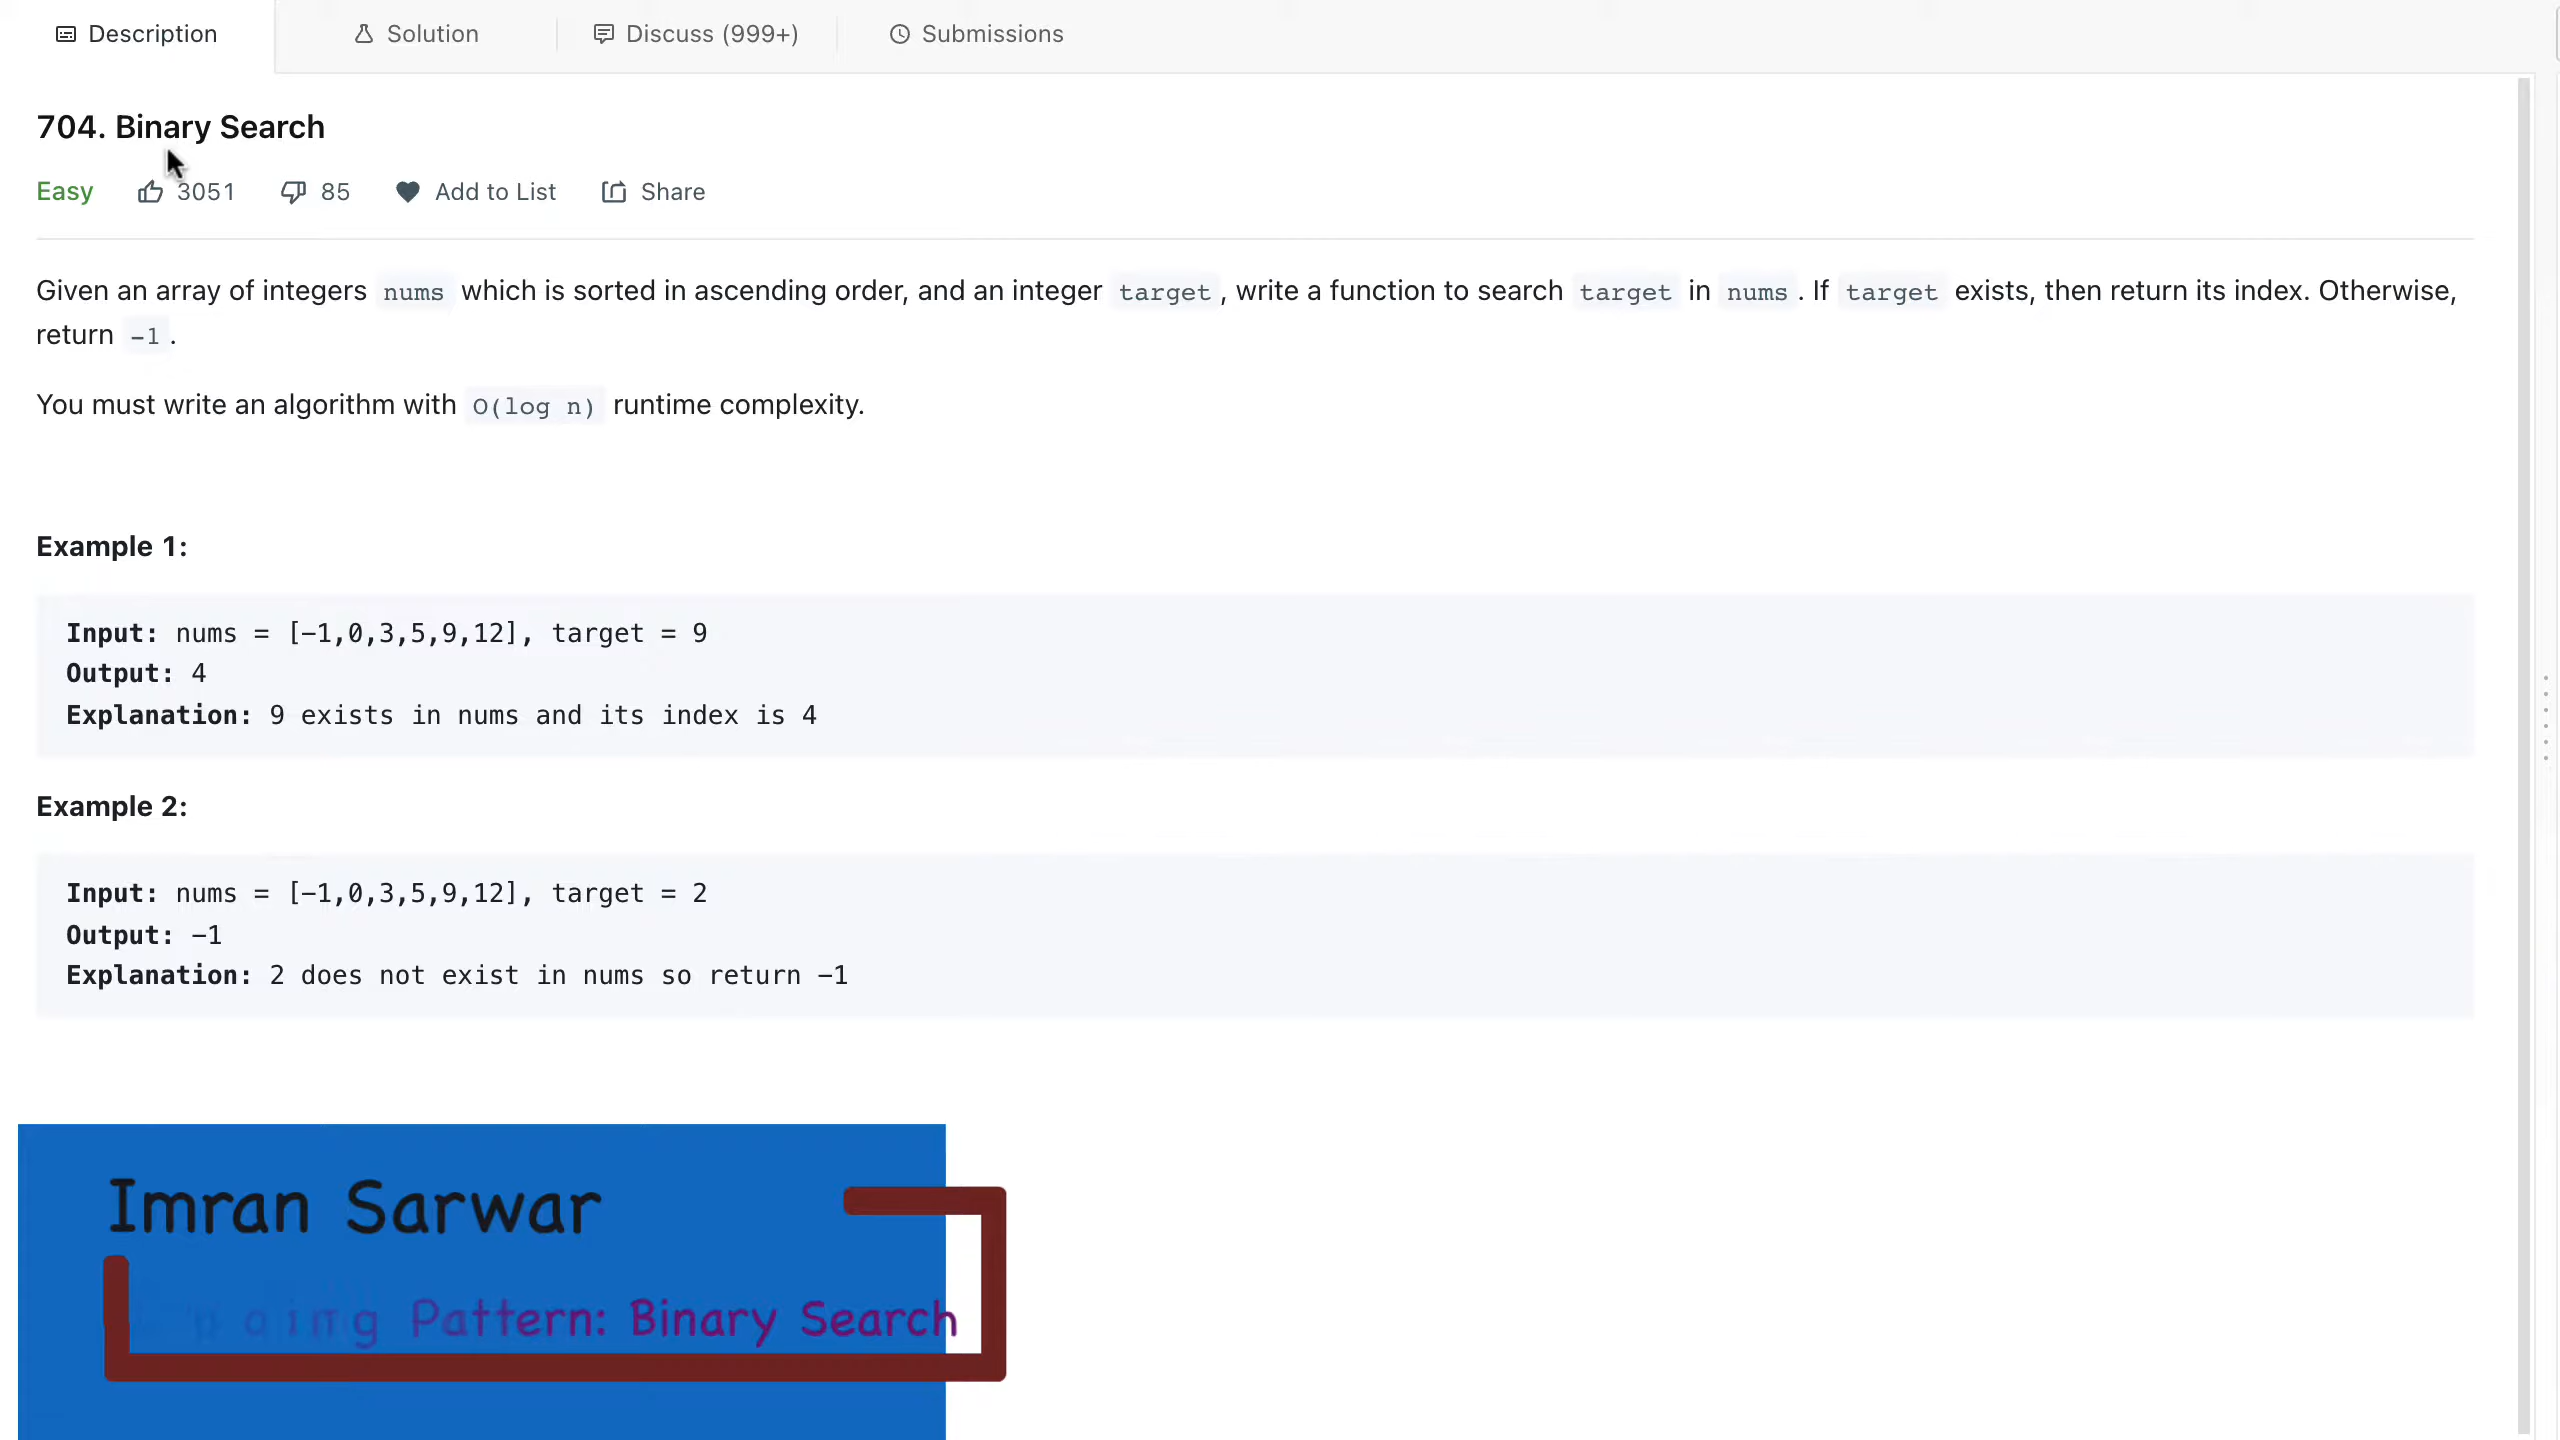 Description Solution Discuss (999+) Submissions
704. Binary Search
Easy 3051 85 Add to List Share
Given an array of integers nums which is sorted in ascending order, and an integer target, write a function to search target in nums. If target exists, then return its index. Otherwise,
return -1.
You must write an algorithm with O(log n) runtime complexity.
Example 1:
Input: nums = [-1,0,3,5,9,12], target = 9
Output: 4
Explanation: 9 exists in nums and its index is 4
Example 2:
Input: nums = [-1,0,3,5,9,12], target = 2
Output: -1
Explanation: 2 does not exist in nums so return -1
Imran Sarwar
Pattern: Binary Search